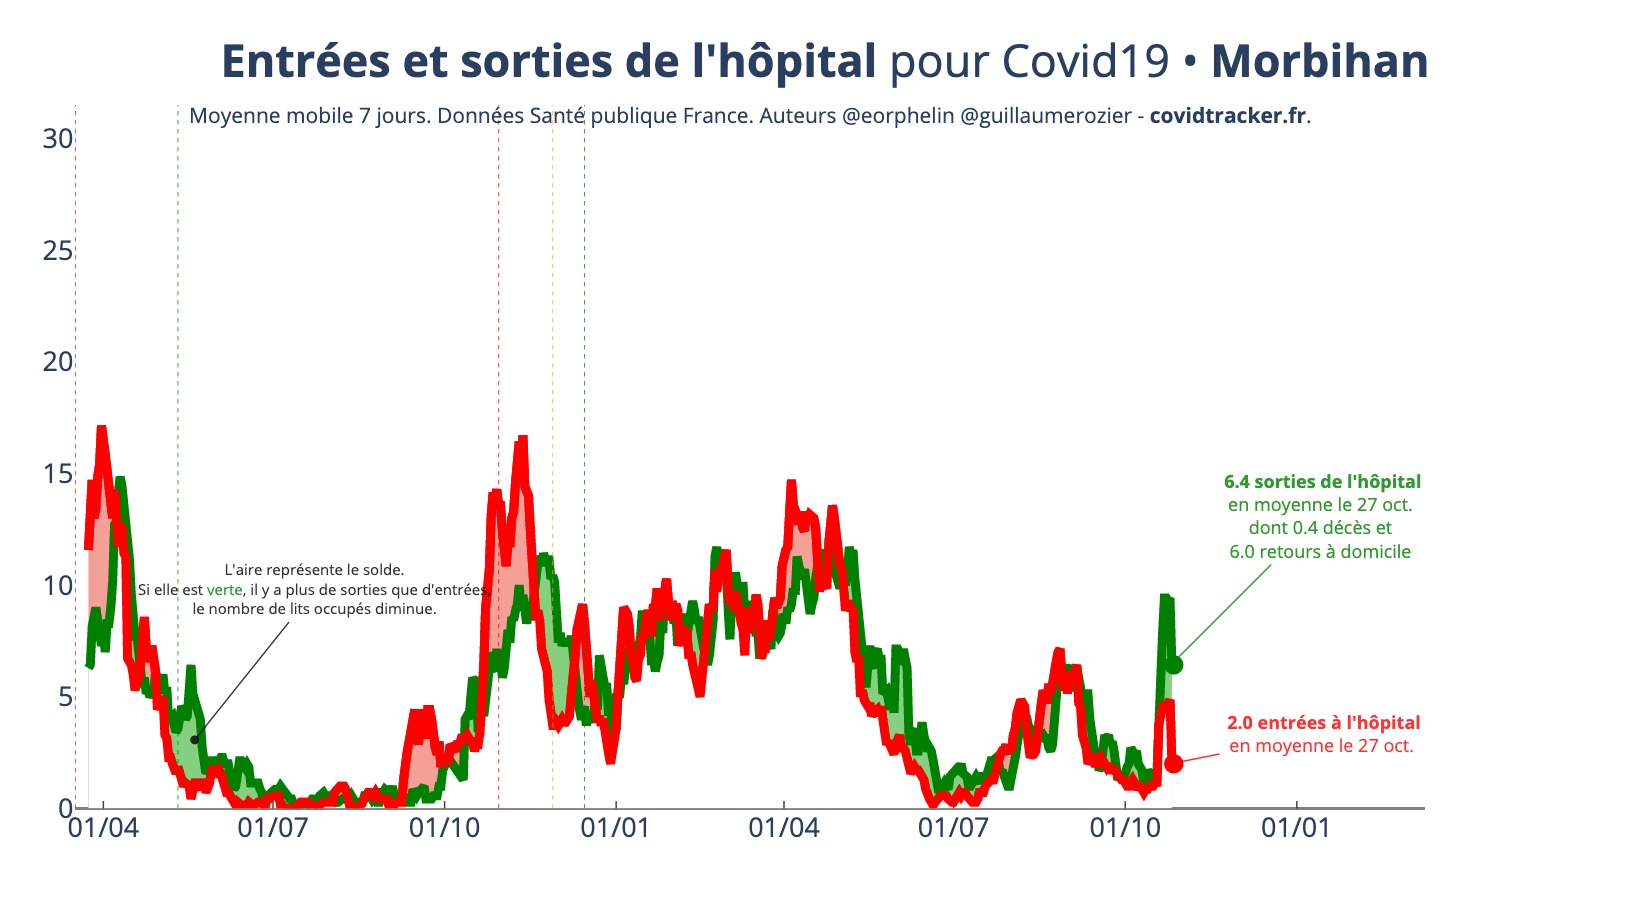 Entrées et sorties de l'hôpital pour Covid19 • Morbihan
Moyenne mobile 7 jours. Données Santé publique France. Auteurs @eorphelin @guillaumerozier - covidtracker.fr.
30
25
20
15
10
5
0
6.4 sorties de l'hôpital
en moyenne le 27 oct.
dont 0.4 décès et
6.0 retours à domicile
L'aire représente le solde.
Si elle est verte, il y a plus de sorties que d'entrées,
le nombre de lits occupés diminue.
2.0 entrées à l'hôpital
en moyenne le 27 oct.
01/04
01/07
01/10
01/01
01/04
01/07
01/10
01/01